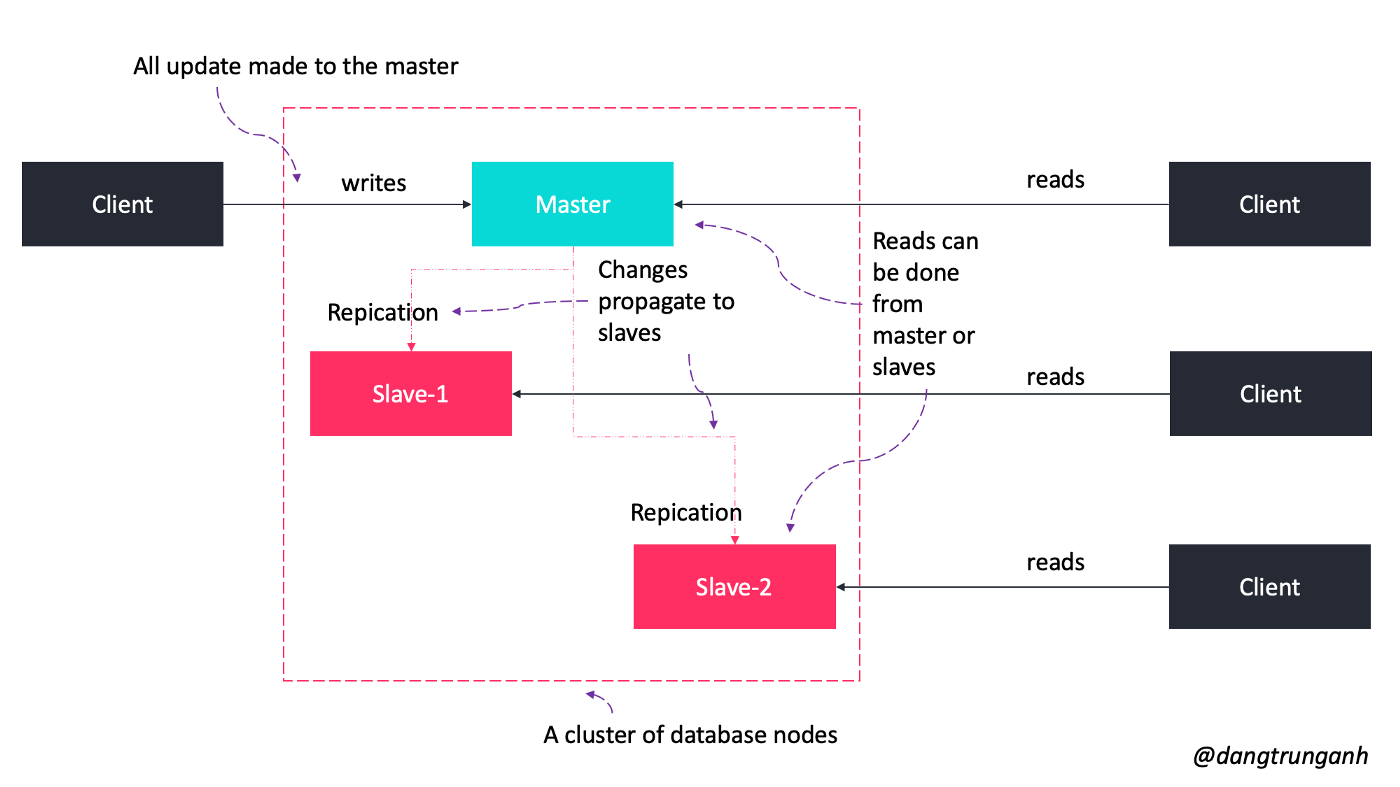 All update made to the master
Client
writes
Master
reads
Client
Reads can
be done
from
master or
slaves
Changes
propagate to
slaves
Repication
Slave-1
reads
Client
Repication
Slave-2
reads
Client
A cluster of database nodes
@dangtrunganh